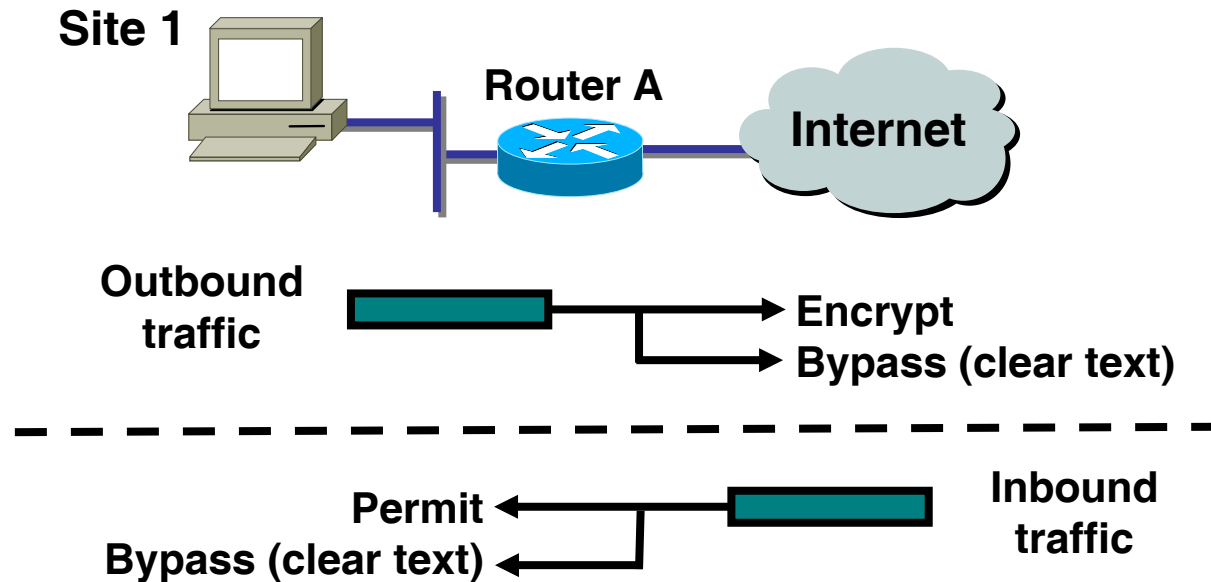 Site 1
Router A
Internet
Outbound
traffic
Encrypt
Bypass (clear text)
Permit
Bypass (clear text)
Inbound
traffic